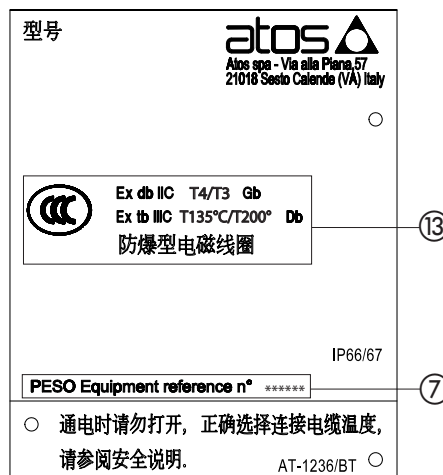 型号
atos
Atos spa - Via alla Piana,57
21018 Sesto Calende (VA) Italy
CCC
Ex db IIC T4/T3 Gb
Ex tb IIIC T135°C/T200° Db
防爆型电磁线圈
⑬
IP66/67
PESO Equipment reference n° ******
⑦
通电时请勿打开, 正确选择连接电缆温度,
请参阅安全说明.
AT-1236/BT